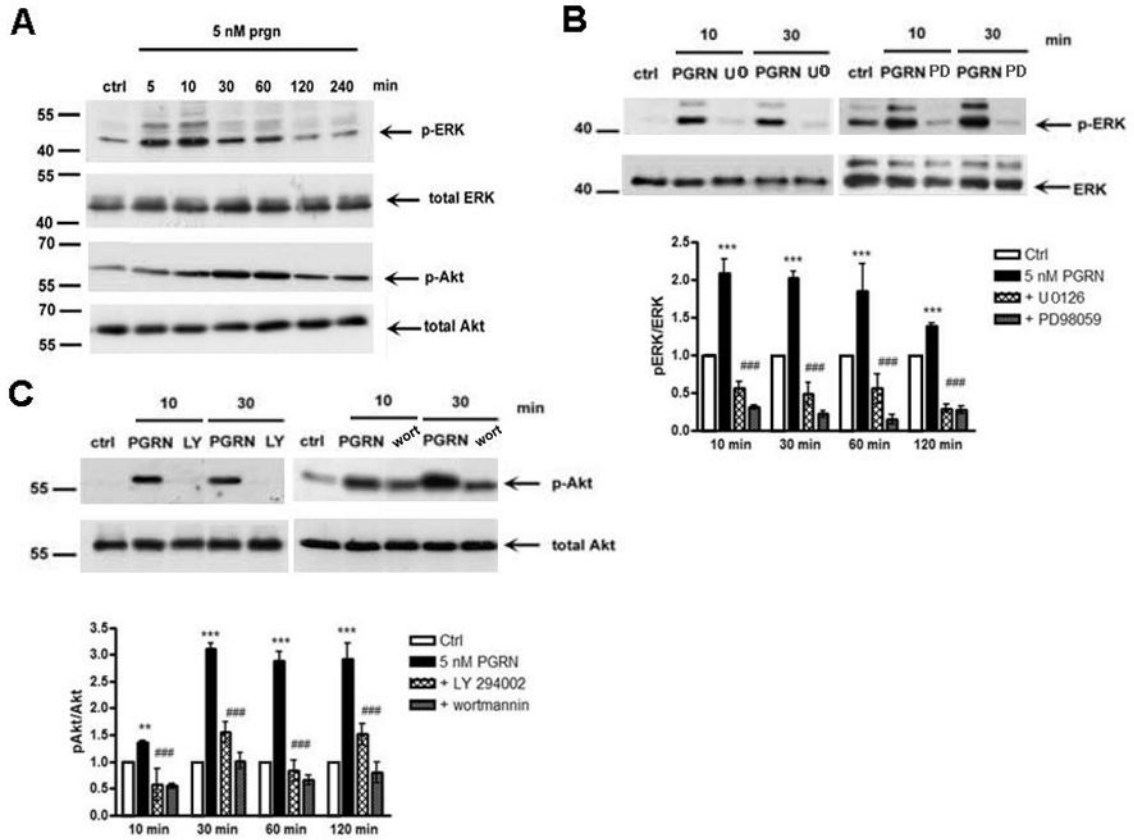 A
5 nM prgn
ctrl 5 10 30 60 120 240 min
55
40
p-ERK
55
40
total ERK
70
55
p-Akt
70
55
total Akt
B
10 30 min
ctrl PGRN UO PGRN UO ctrl PGRN PD PGRN PD
40
p-ERK
40
ERK
pERK/ERK
2.5
2.0
1.5
1.0
0.5
0.0
*** *** *** ***
### ### ### ###
10 min 30 min 60 min 120 min
Ctrl
5 nM PGRN
+ U0126
+ PD98059
10 30
C
10 30 10 30 min
ctrl PGRN LY PGRN LY ctrl PGRN wort PGRN wort
55
p-Akt
55
total Akt
pAkt/Akt
3.5
3.0
2.5
2.0
1.5
1.0
0.5
0.0
** *** *** ***
### ### ### ###
10 min 30 min 60 min 120 min
Ctrl
5 nM PGRN
+ LY 294002
+ wortmannin